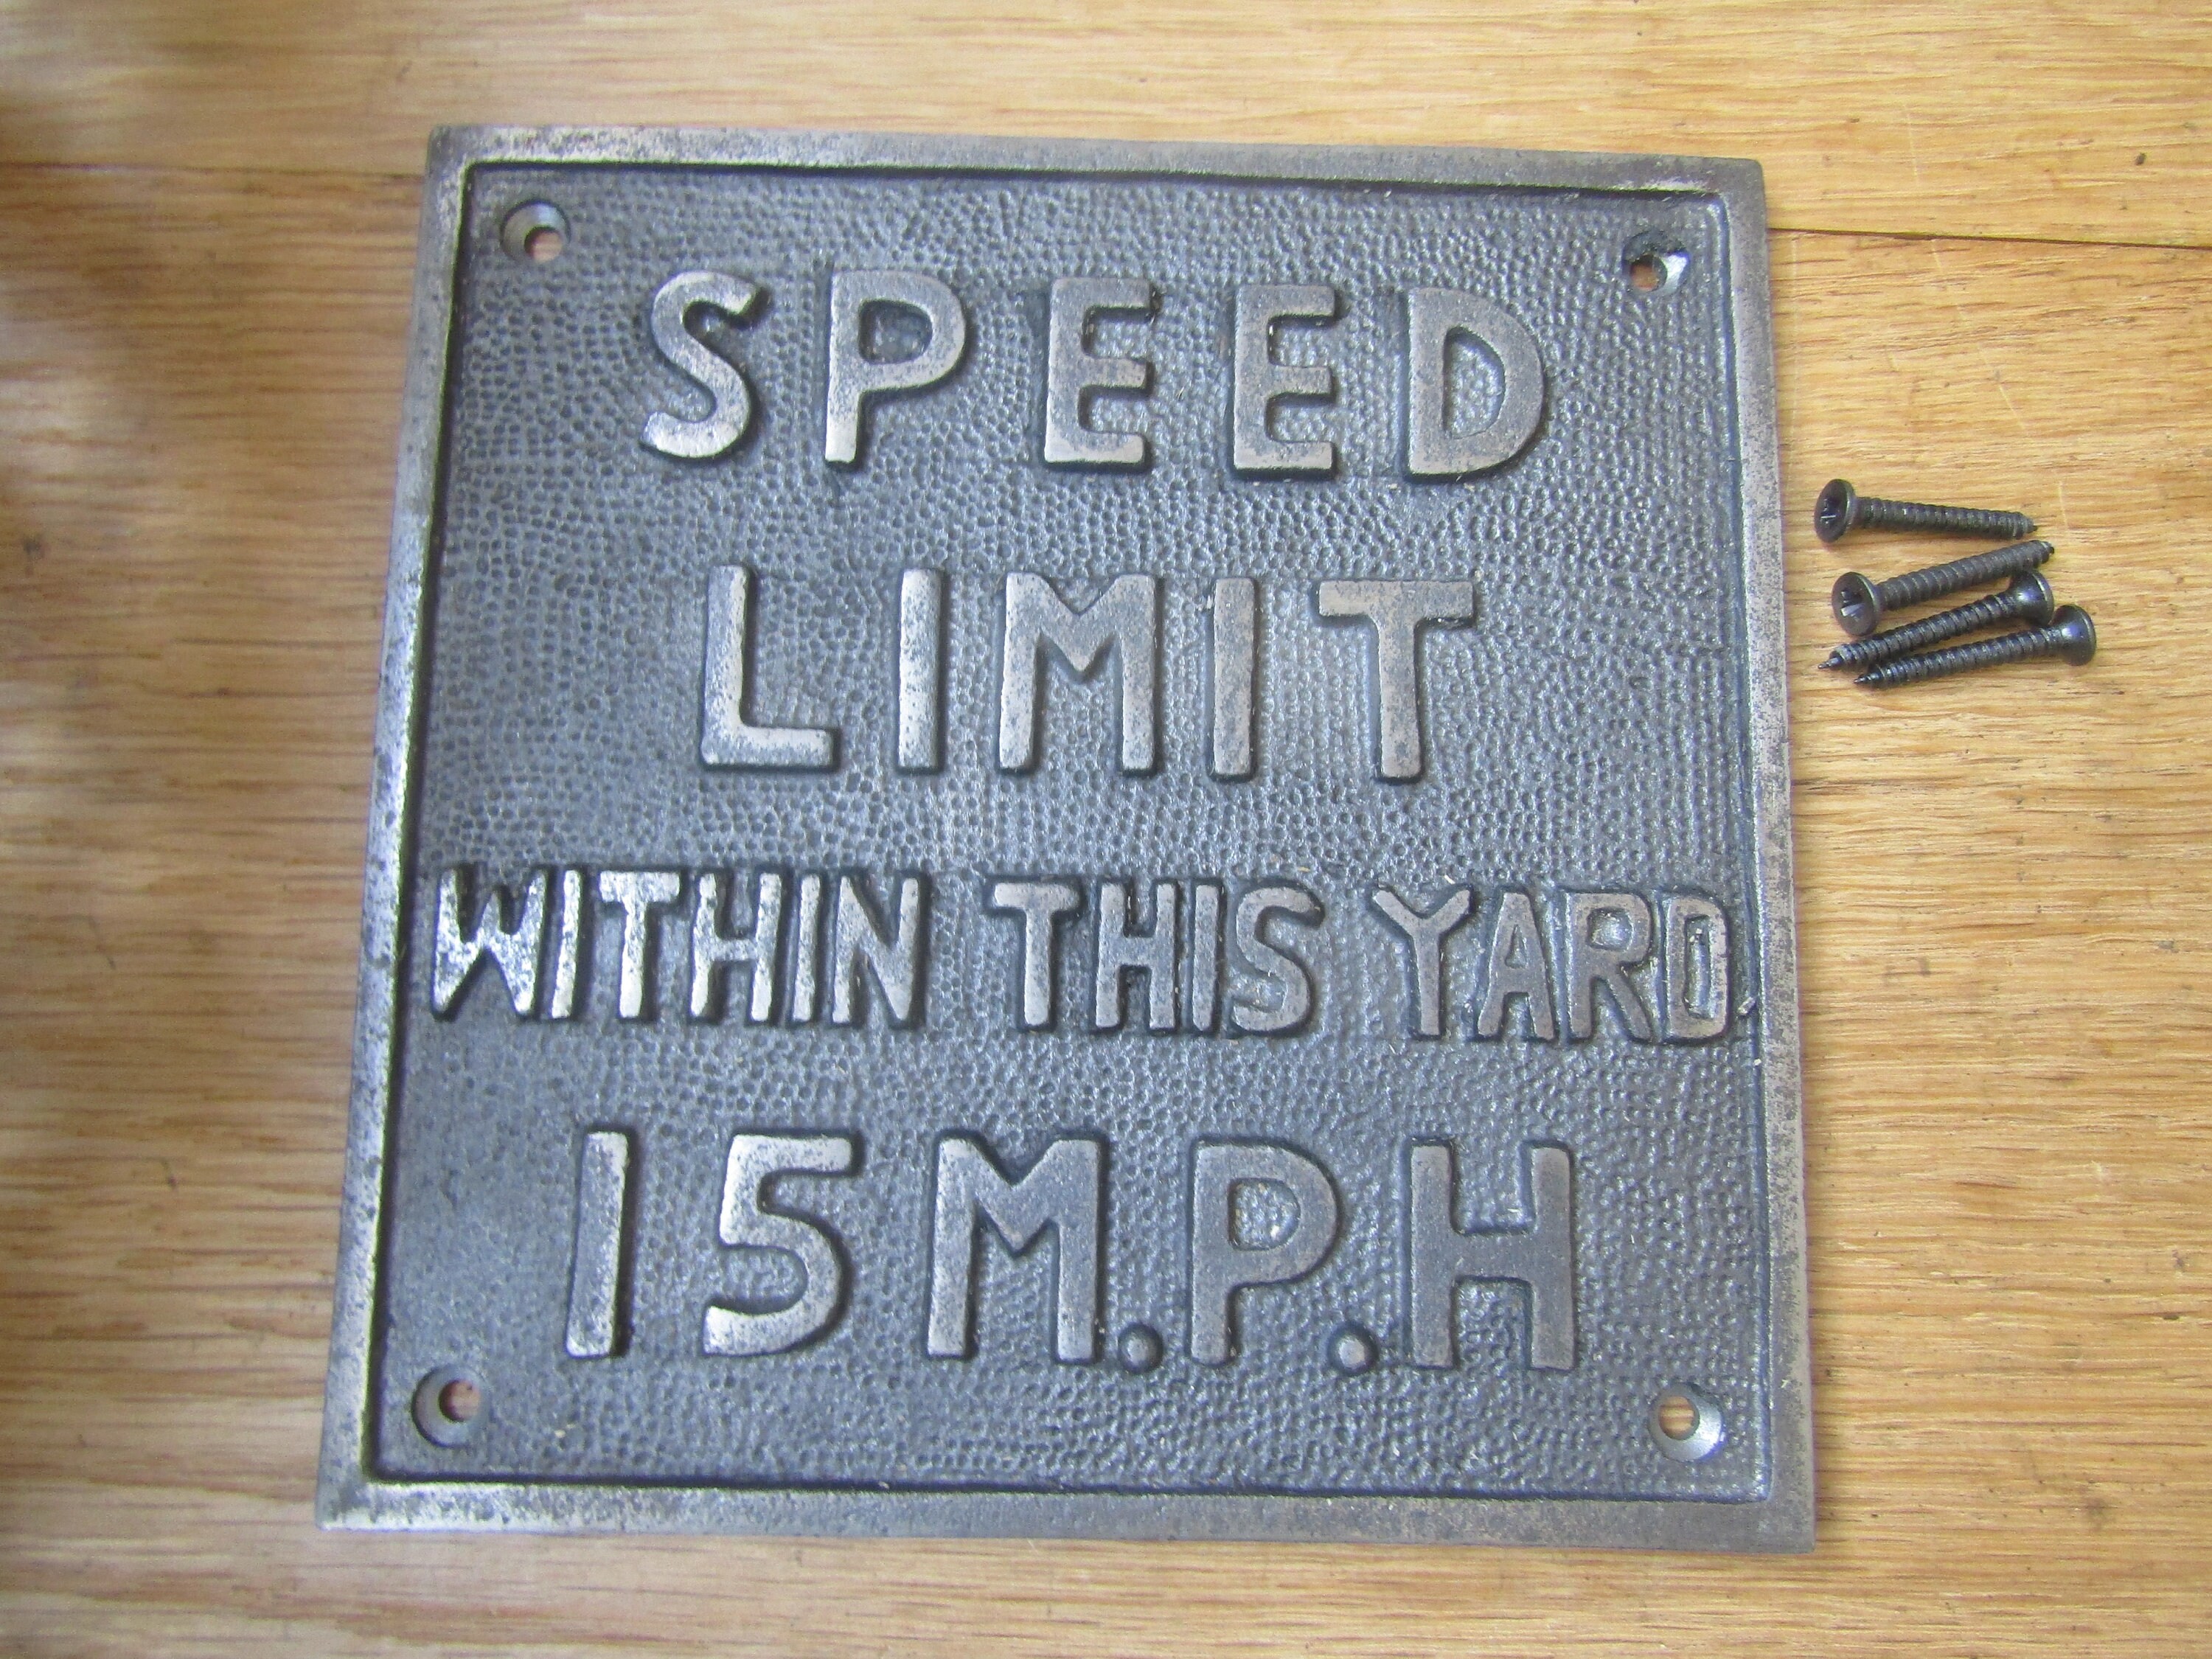 SPEED
LIMIT
WITHIN THIS YARD
15 M.P.H